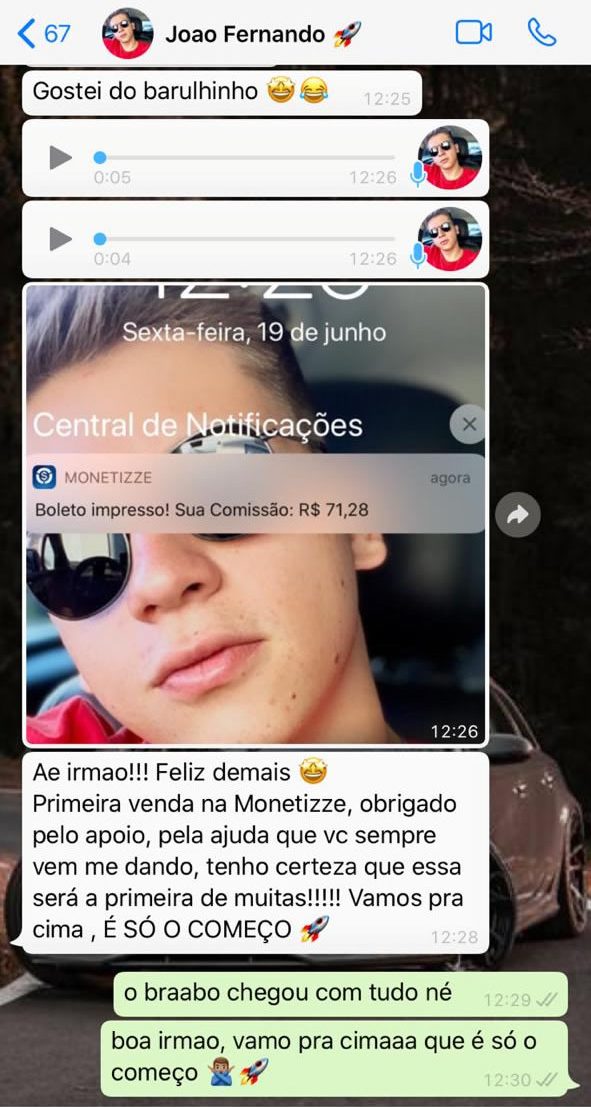 67 Joao Fernando 🚀
Gostei do barulhinho 🤩😂 12:25
0:05 12:26
0:04 12:26
Sexta-feira, 19 de junho
Central de Notificações
MONETIZZE agora
Boleto impresso! Sua Comissão: R$ 71,28
12:26
Ae irmao!!! Feliz demais 🤩
Primeira venda na Monetizze, obrigado
pelo apoio, pela ajuda que vc sempre
vem me dando, tenho certeza que essa
será a primeira de muitas!!!!! Vamos pra
cima , É SÓ O COMEÇO 🚀
12:28
o braabo chegou com tudo né 12:29
boa irmao, vamo pra cimaaa que é só o
começo 🙅🏽‍♂️🚀 12:30